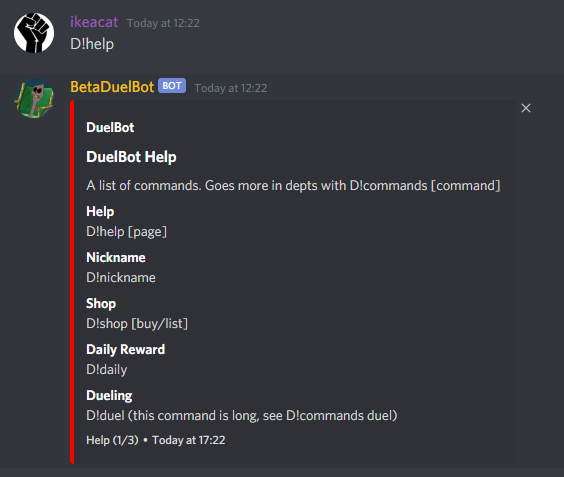 ikeacat Today at 12:22
D!help
BetaDuelBot BOT Today at 12:22
DuelBot
DuelBot Help
A list of commands. Goes more in depts with D!commands [command]
Help
D!help [page]
Nickname
D!nickname
Shop
D!shop [buy/list]
Daily Reward
D!daily
Dueling
D!duel (this command is long, see D!commands duel)
Help (1/3) • Today at 17:22